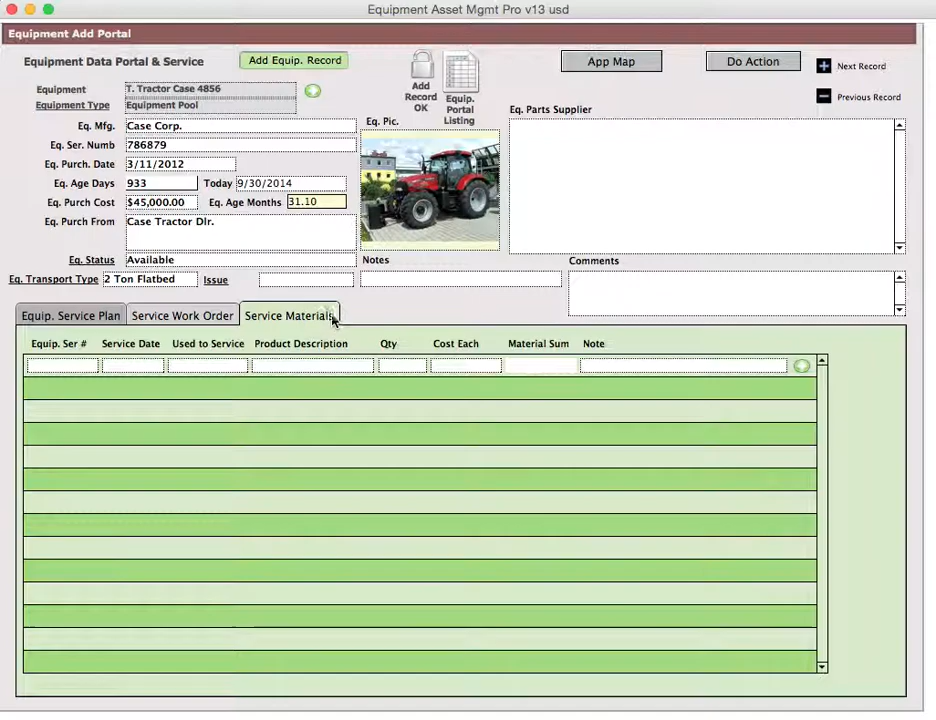 Equipment Asset Mgmt Pro v13 usd
Equipment Add Portal
Equipment Data Portal & Service
Add Equip. Record
Add Record OK
Equip. Portal Listing
App Map
Do Action
Next Record
Previous Record
Equipment T. Tractor Case 4856
Equipment Type Equipment Pool
Eq. Mfg. Case Corp.
Eq. Ser. Numb 786879
Eq. Purch. Date 3/11/2012
Eq. Age Days 933 Today 9/30/2014
Eq. Purch Cost $45,000.00 Eq. Age Months 31.10
Eq. Purch From Case Tractor Dlr.
Eq. Status Available
Eq. Transport Type 2 Ton Flatbed Issue
Eq. Pic.
Notes
Eq. Parts Supplier
Comments
Equip. Service Plan Service Work Order Service Materials
Equip. Ser # Service Date Used to Service Product Description Qty Cost Each Material Sum Note